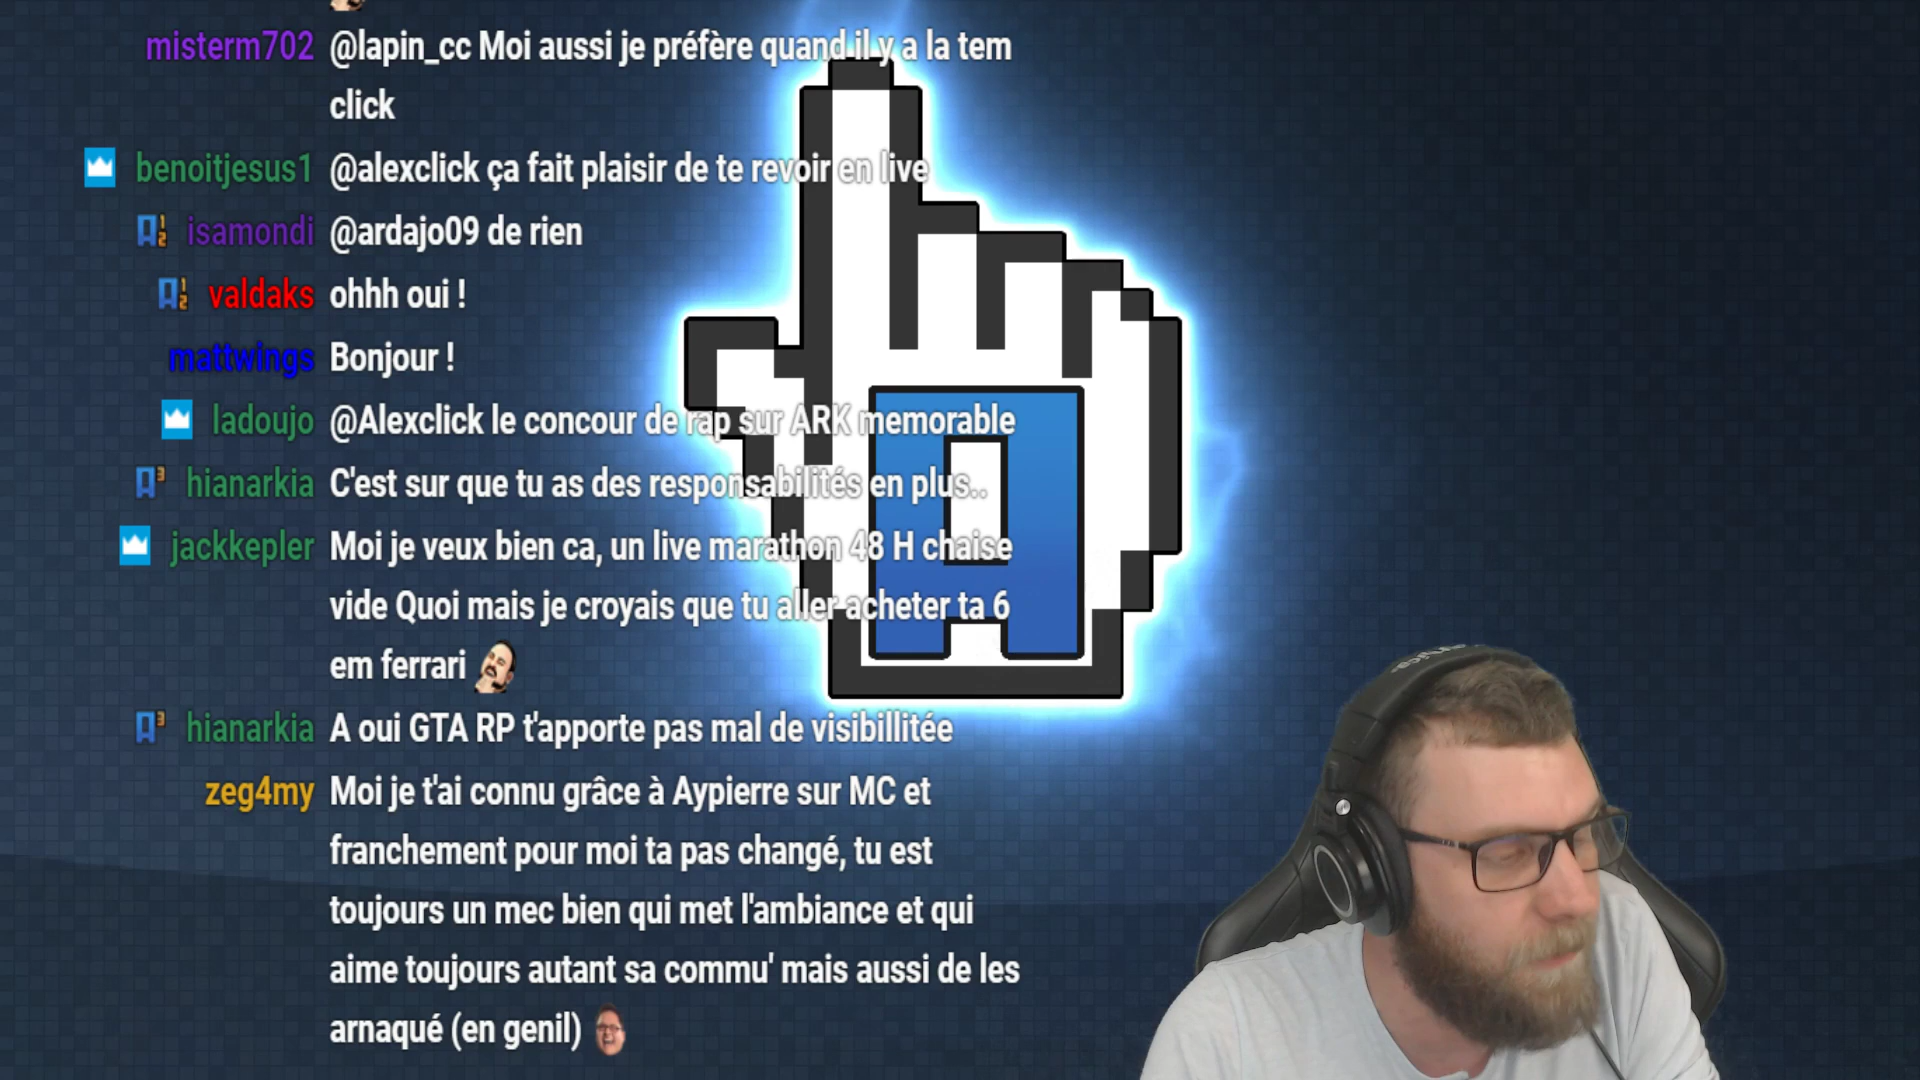 misterm702 @lapin_cc Moi aussi je préfère quand il y a la tem
click
benoitjesus1 @alexclick ça fait plaisir de te revoir en live
isamondi @ardajo09 de rien
valdaks ohhh oui !
mattwings Bonjour !
ladoujo @Alexclick le concour de rap sur ARK memorable
hianarkia C'est sur que tu as des responsabilités en plus..
jackkepler Moi je veux bien ca, un live marathon 48 H chaise
vide Quoi mais je croyais que tu aller acheter ta 6
em ferrari
hianarkia A oui GTA RP t'apporte pas mal de visibillitée
zeg4my Moi je t'ai connu grâce à Aypierre sur MC et
franchement pour moi ta pas changé, tu est
toujours un mec bien qui met l'ambiance et qui
aime toujours autant sa commu' mais aussi de les
arnaqué (en genil)